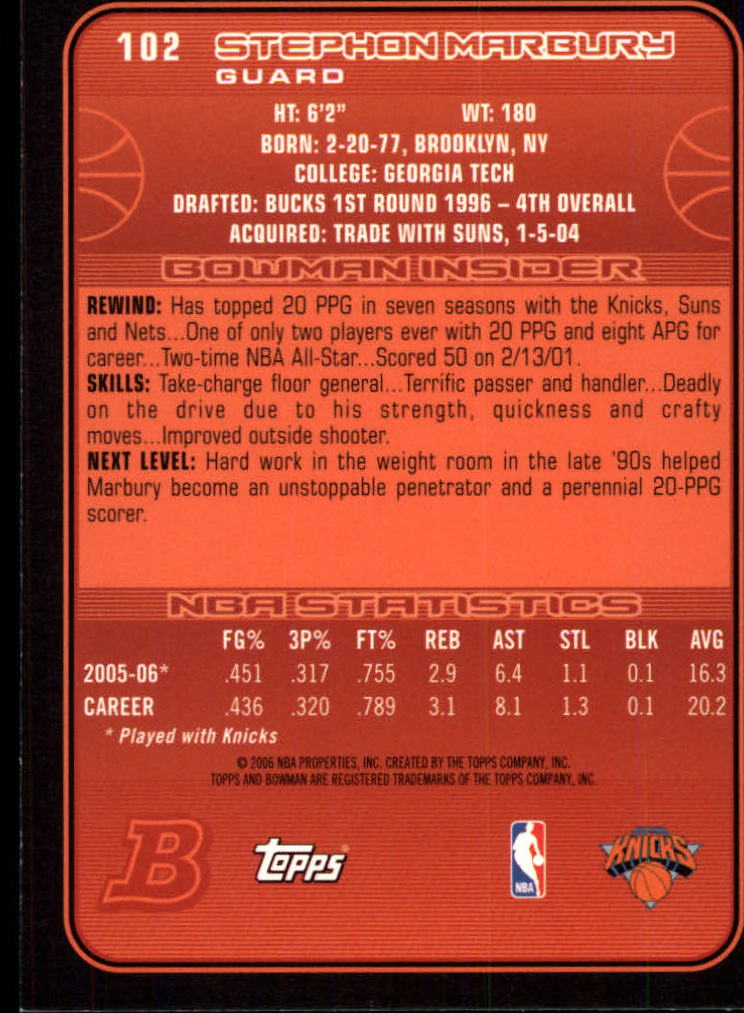 102 STEPHON MARBURY
GUARD
HT: 6'2" WT: 180
BORN: 2-20-77, BROOKLYN, NY
COLLEGE: GEORGIA TECH
DRAFTED: BUCKS 1ST ROUND 1996 – 4TH OVERALL
ACQUIRED: TRADE WITH SUNS, 1-5-04
BOWMAN INSIDER
REWIND: Has topped 20 PPG in seven seasons with the Knicks, Suns
and Nets...One of only two players ever with 20 PPG and eight APG for
career...Two-time NBA All-Star...Scored 50 on 2/13/01.
SKILLS: Take-charge floor general...Terrific passer and handler...Deadly
on the drive due to his strength, quickness and crafty
moves...Improved outside shooter.
NEXT LEVEL: Hard work in the weight room in the late '90s helped
Marbury become an unstoppable penetrator and a perennial 20-PPG
scorer.
NBA STATISTICS
FG% 3P% FT% REB AST STL BLK AVG
2005-06* .451 .317 .755 2.9 6.4 1.1 0.1 16.3
CAREER .436 .320 .789 3.1 8.1 1.3 0.1 20.2
* Played with Knicks
© 2006 NBA PROPERTIES, INC. CREATED BY THE TOPPS COMPANY, INC.
TOPPS AND BOWMAN ARE REGISTERED TRADEMARKS OF THE TOPPS COMPANY, INC.
B Topps NBA KNICKS